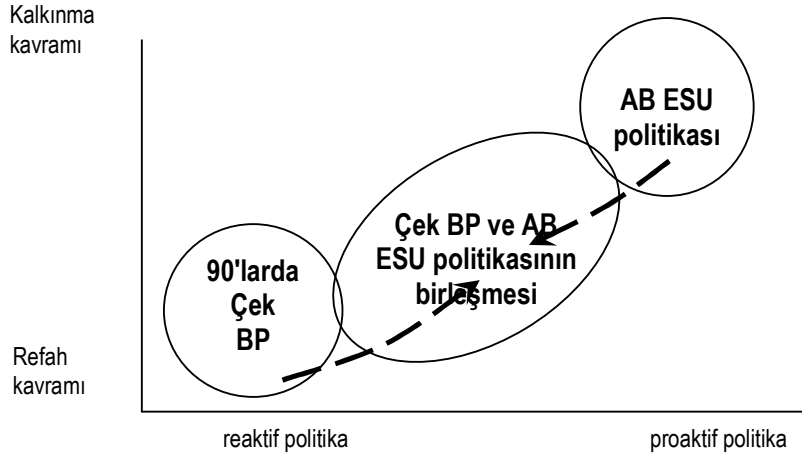 Kalkınma
kavramı
AB ESU
politikası
Çek BP ve AB
ESU politikasının
birleşmesi
90'larda
Çek
BP
Refah
kavramı
reaktif politika
proaktif politika